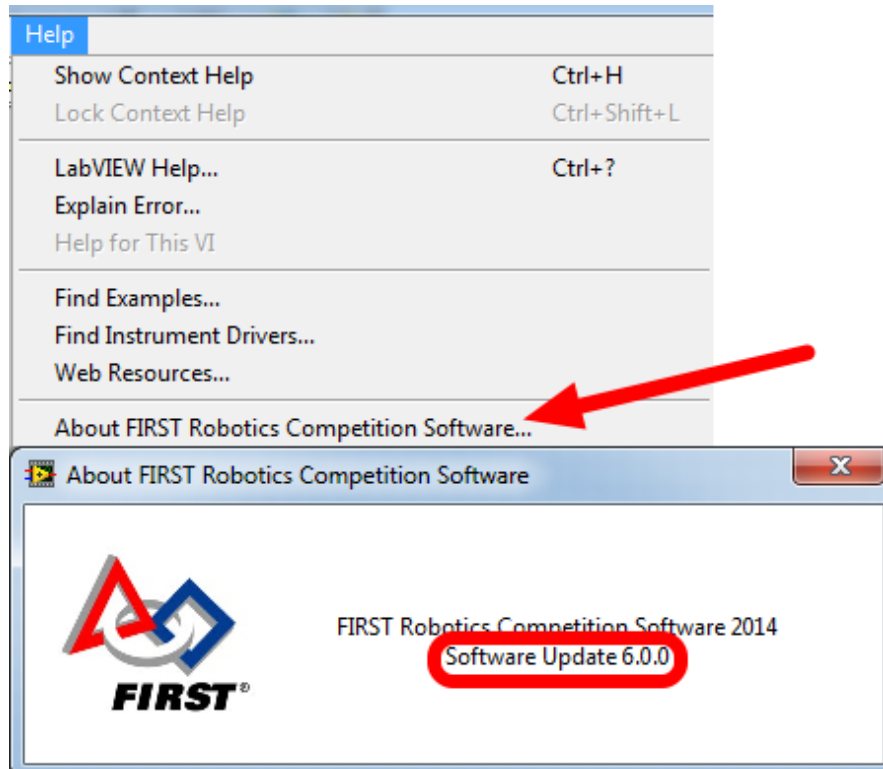 Help
Show Context Help Ctrl+H
Lock Context Help Ctrl+Shift+L
LabVIEW Help... Ctrl+?
Explain Error...
Help for This VI
Find Examples...
Find Instrument Drivers...
Web Resources...
About FIRST Robotics Competition Software...
About FIRST Robotics Competition Software
FIRST Robotics Competition Software 2014
Software Update 6.0.0
FIRST®